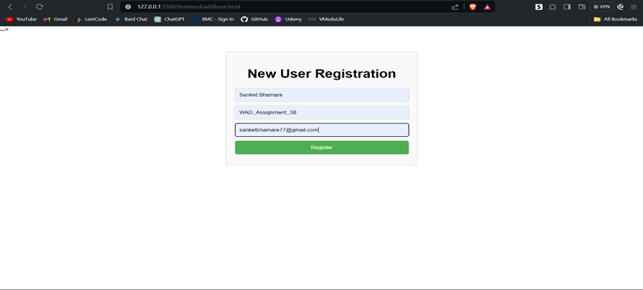 127.0.0.1:5500/frontend/addform.html
VPN
YouTube Gmail LeetCode Bard Chat ChatGPT BMC - Sign In GitHub Udemy VMeduLife All Bookmarks
-->
New User Registration
Sanket Bhamare
WAD_Assignment_3B
sanketbhamare77@gmail.com
Register